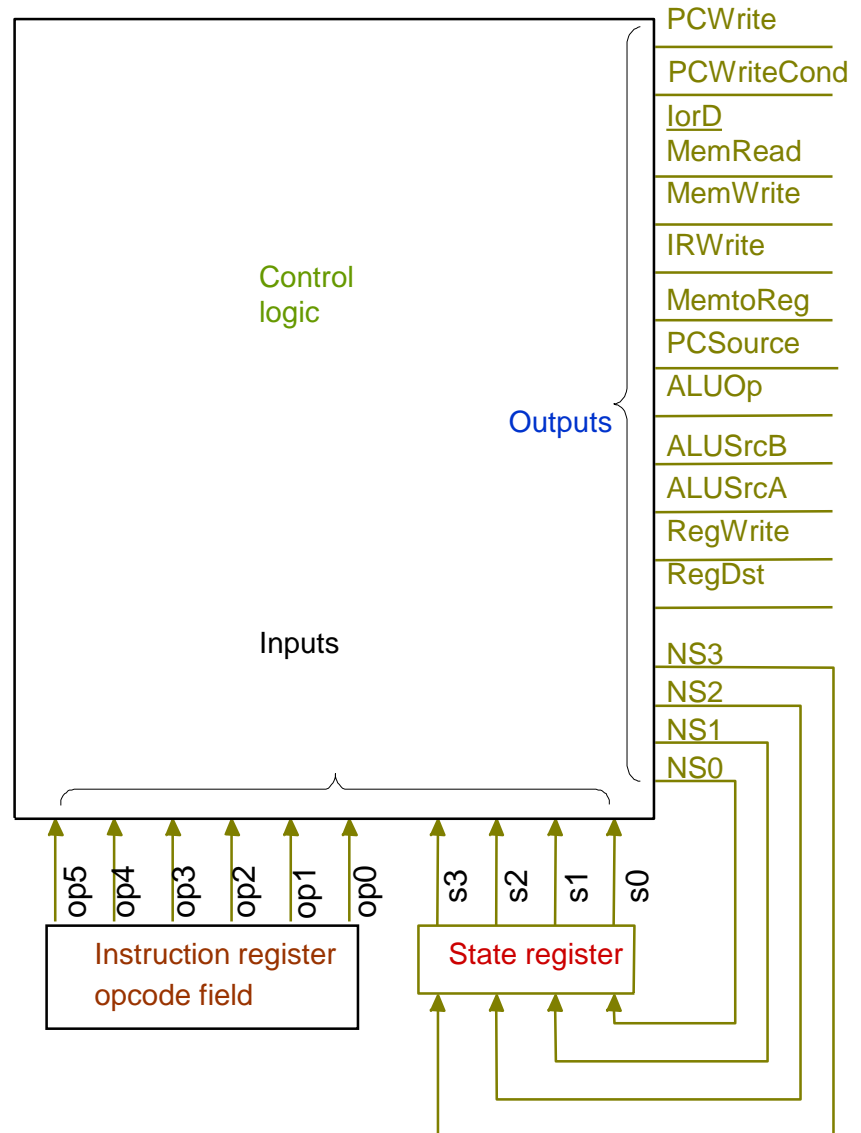 PCWrite
PCWriteCond
IorD
MemRead
MemWrite
IRWrite
MemtoReg
PCSource
ALUOp
ALUSrcB
ALUSrcA
RegWrite
RegDst
NS3
NS2
NS1
NS0
Control
logic
Outputs
Inputs
op5
op4
op3
op2
op1
op0
s3
s2
s1
s0
Instruction register
opcode field
State register